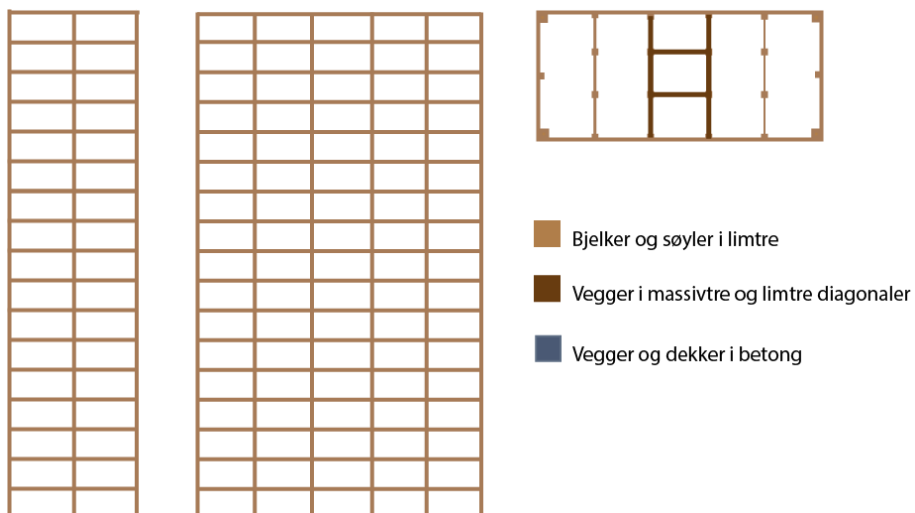 Bjelker og søyler i limtre
Vegger i massivtre og limtre diagonaler
Vegger og dekker i betong